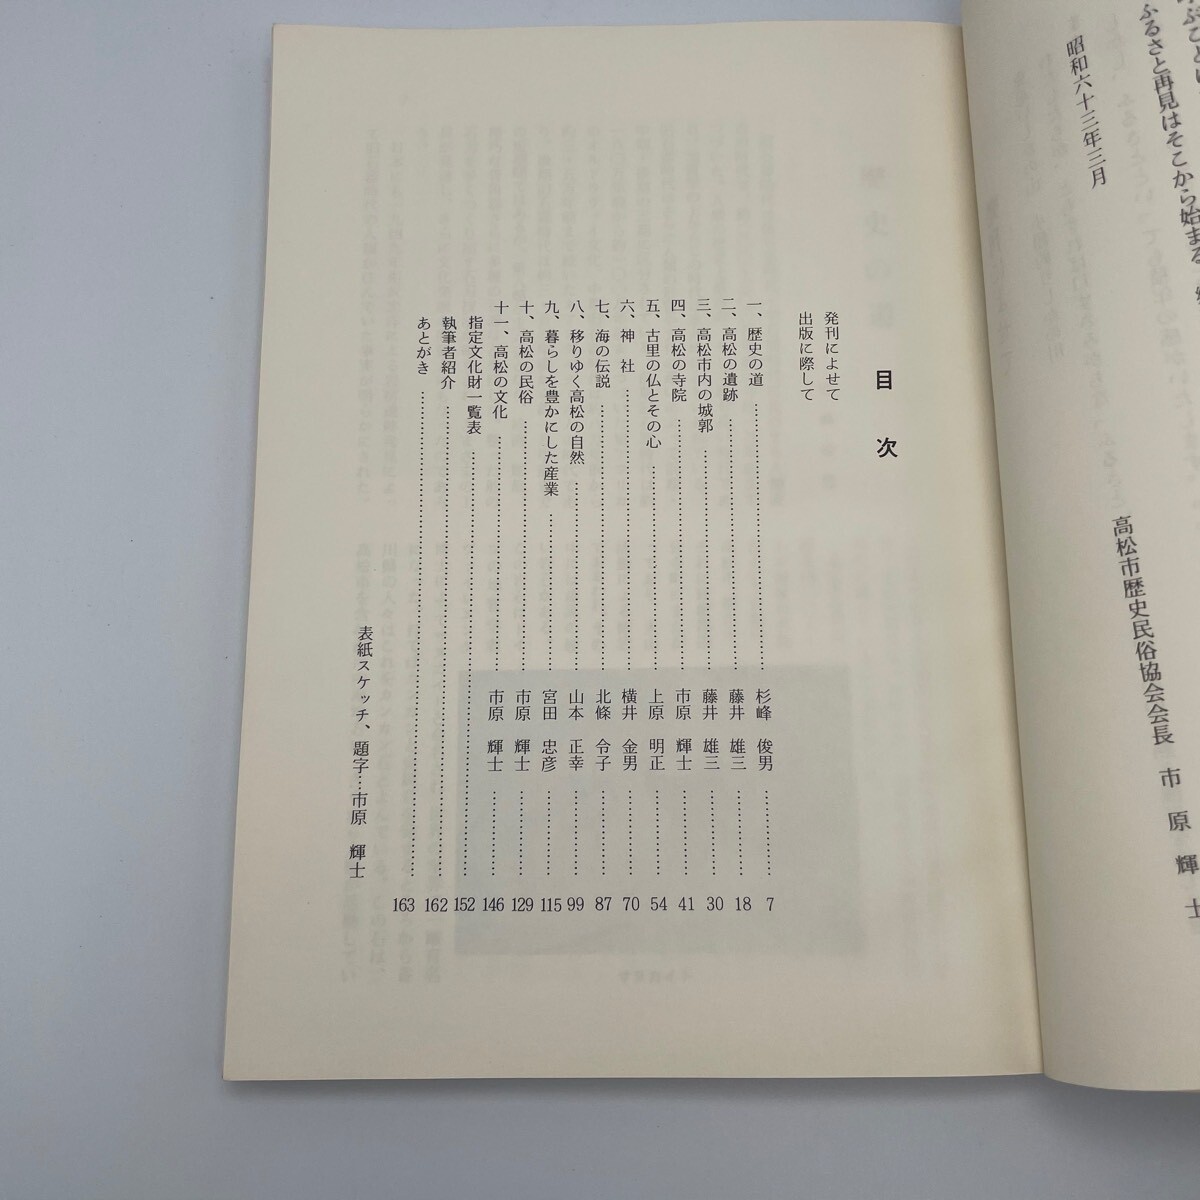 ふるさと再見はそこから始まる
昭和六十三年三月
高松市歴史民俗協会会長 市原輝士
目次
発刊によせて
出版に際して
一、歴史の道……杉峰 俊男……7
二、高松の遺跡……藤井 雄三……18
三、高松市内の城郭……藤井 雄三……30
四、高松の寺院……市原 輝士……41
五、古里の仏とその心……上原 明正……54
六、神 社……横井 金男……70
七、海の伝説……北條 令子……87
八、移りゆく高松の自然……山本 正幸……99
九、暮らしを豊かにした産業……宮田 忠彦……115
十、高松の民俗……市原 輝士……129
十一、高松の文化……市原 輝士……146
指定文化財一覧表……152
執筆者紹介……162
あとがき……163
表紙スケッチ、題字…市原 輝士